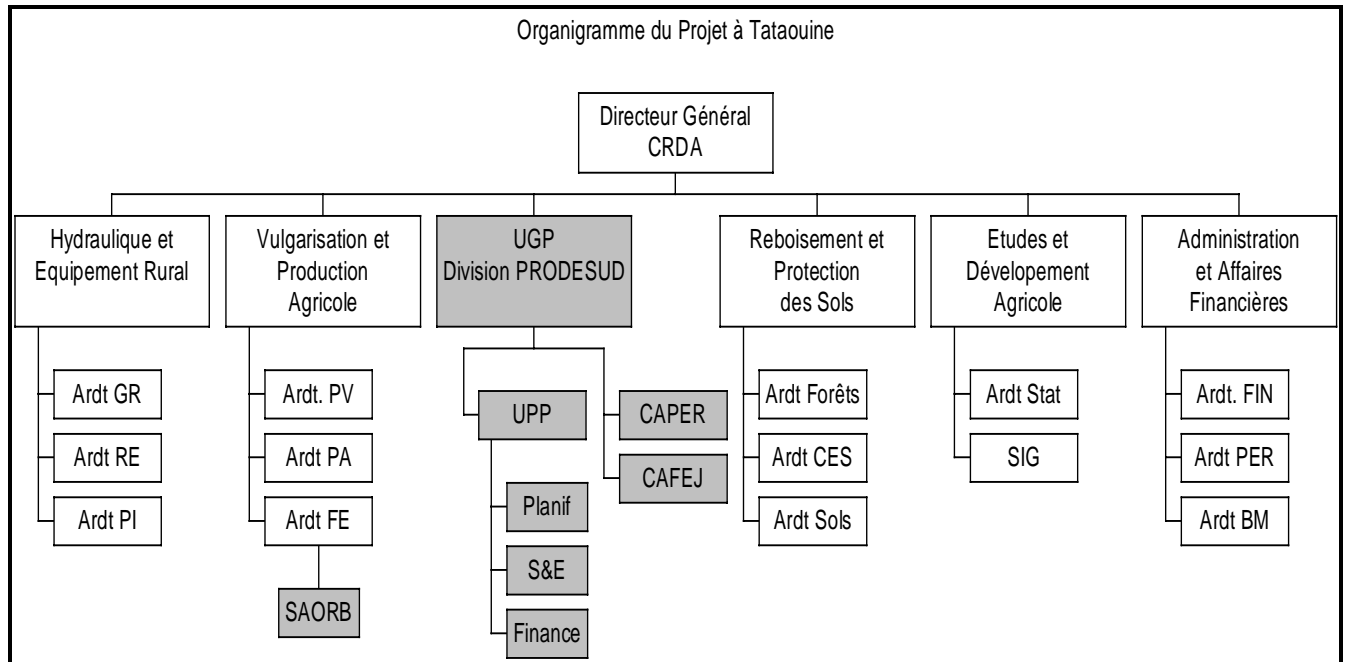 Organigramme du Projet à Tataouine
Directeur Général
CRDA
Hydraulique et
Equipement Rural
Vulgarisation et
Production
Agricole
UGP
Division PRODESUD
Reboisement et
Protection
des Sols
Etudes et
Dévelopement
Agricole
Administration
et Affaires
Financières
Ardt GR
Ardt RE
Ardt PI
Ardt. PV
Ardt PA
Ardt FE
SAORB
UPP
Planif
S&E
Finance
CAPER
CAFEJ
Ardt Forêts
Ardt CES
Ardt Sols
Ardt Stat
SIG
Ardt. FIN
Ardt PER
Ardt BM